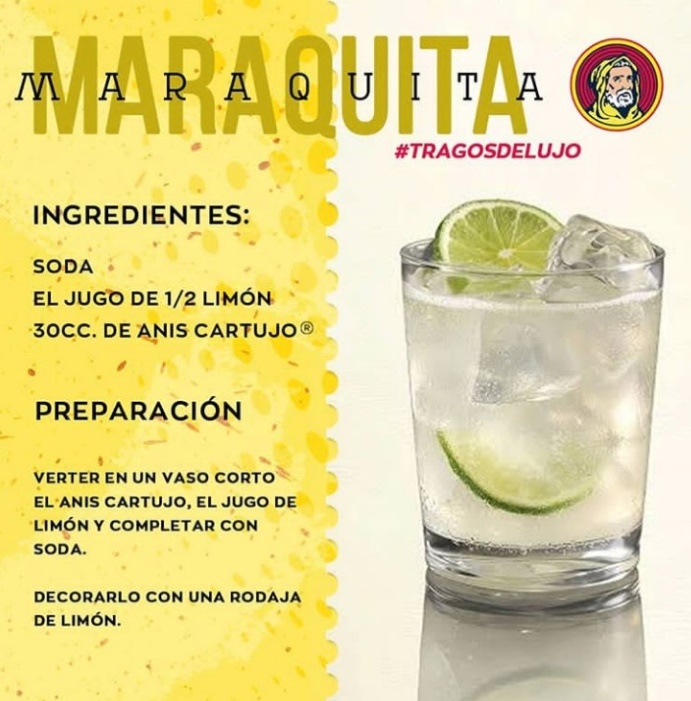 MARAQUITA
MARAQUITA
#TRAGOSDELUJO
INGREDIENTES:
SODA
EL JUGO DE 1/2 LIMÓN
30CC. DE ANIS CARTUJO®
PREPARACIÓN
VERTER EN UN VASO CORTO
EL ANIS CARTUJO, EL JUGO DE
LIMÓN Y COMPLETAR CON
SODA.
DECORARLO CON UNA RODAJA
DE LIMÓN.